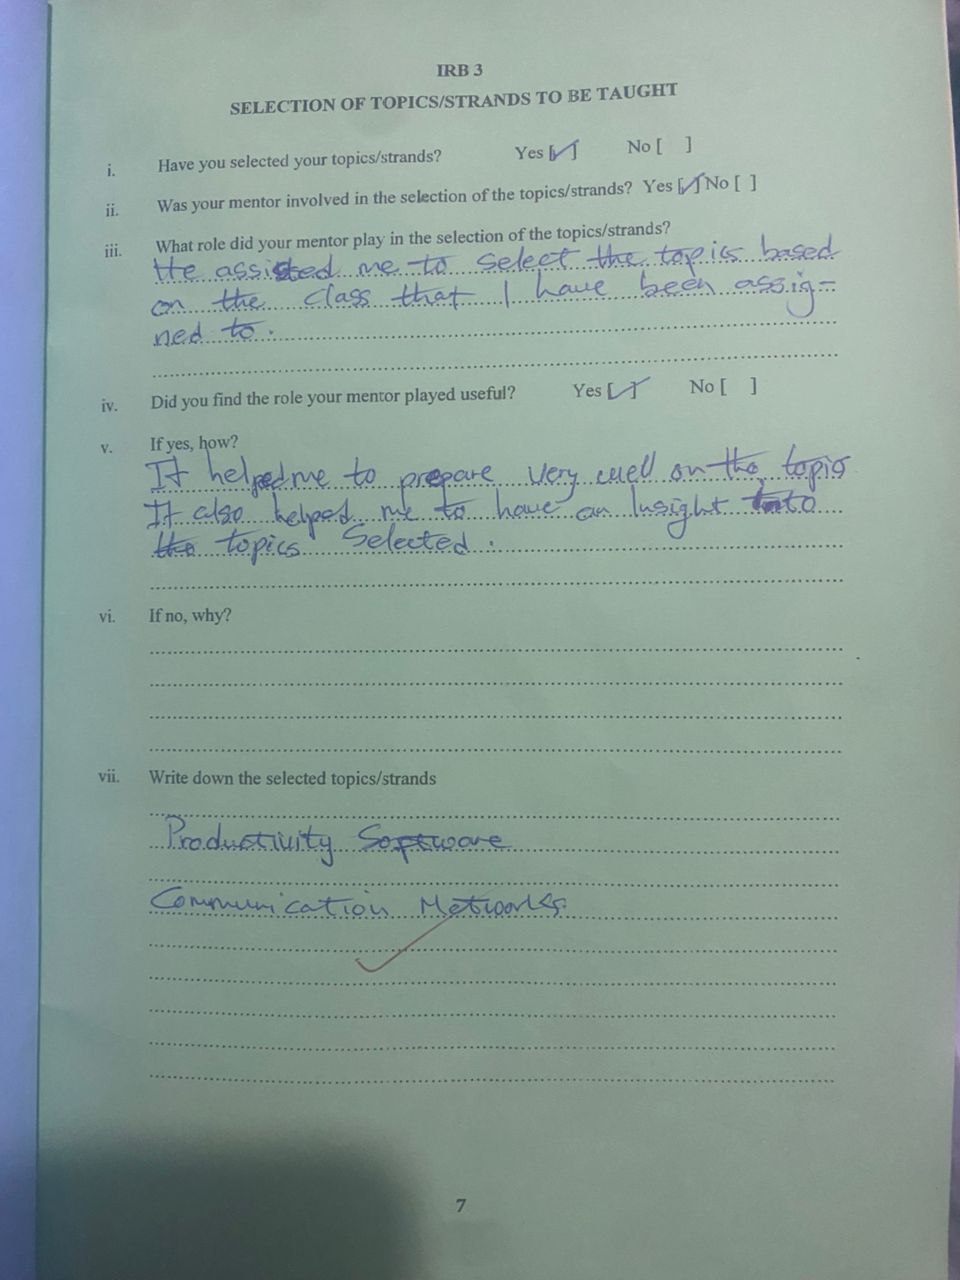 IRB 3
SELECTION OF TOPICS/STRANDS TO BE TAUGHT
i. Have you selected your topics/strands? Yes [✓] No [ ]
ii. Was your mentor involved in the selection of the topics/strands? Yes [✓] No [ ]
iii. What role did your mentor play in the selection of the topics/strands?
He assisted me to select the topics based
on the class that I have been assig-
ned to.
iv. Did you find the role your mentor played useful? Yes [✓] No [ ]
v. If yes, how?
It helped me to prepare very well on the topic
It also helped me to have an Insight into
the topics Selected.
vi. If no, why?
vii. Write down the selected topics/strands
Productivity Software
Communication Networks.
7